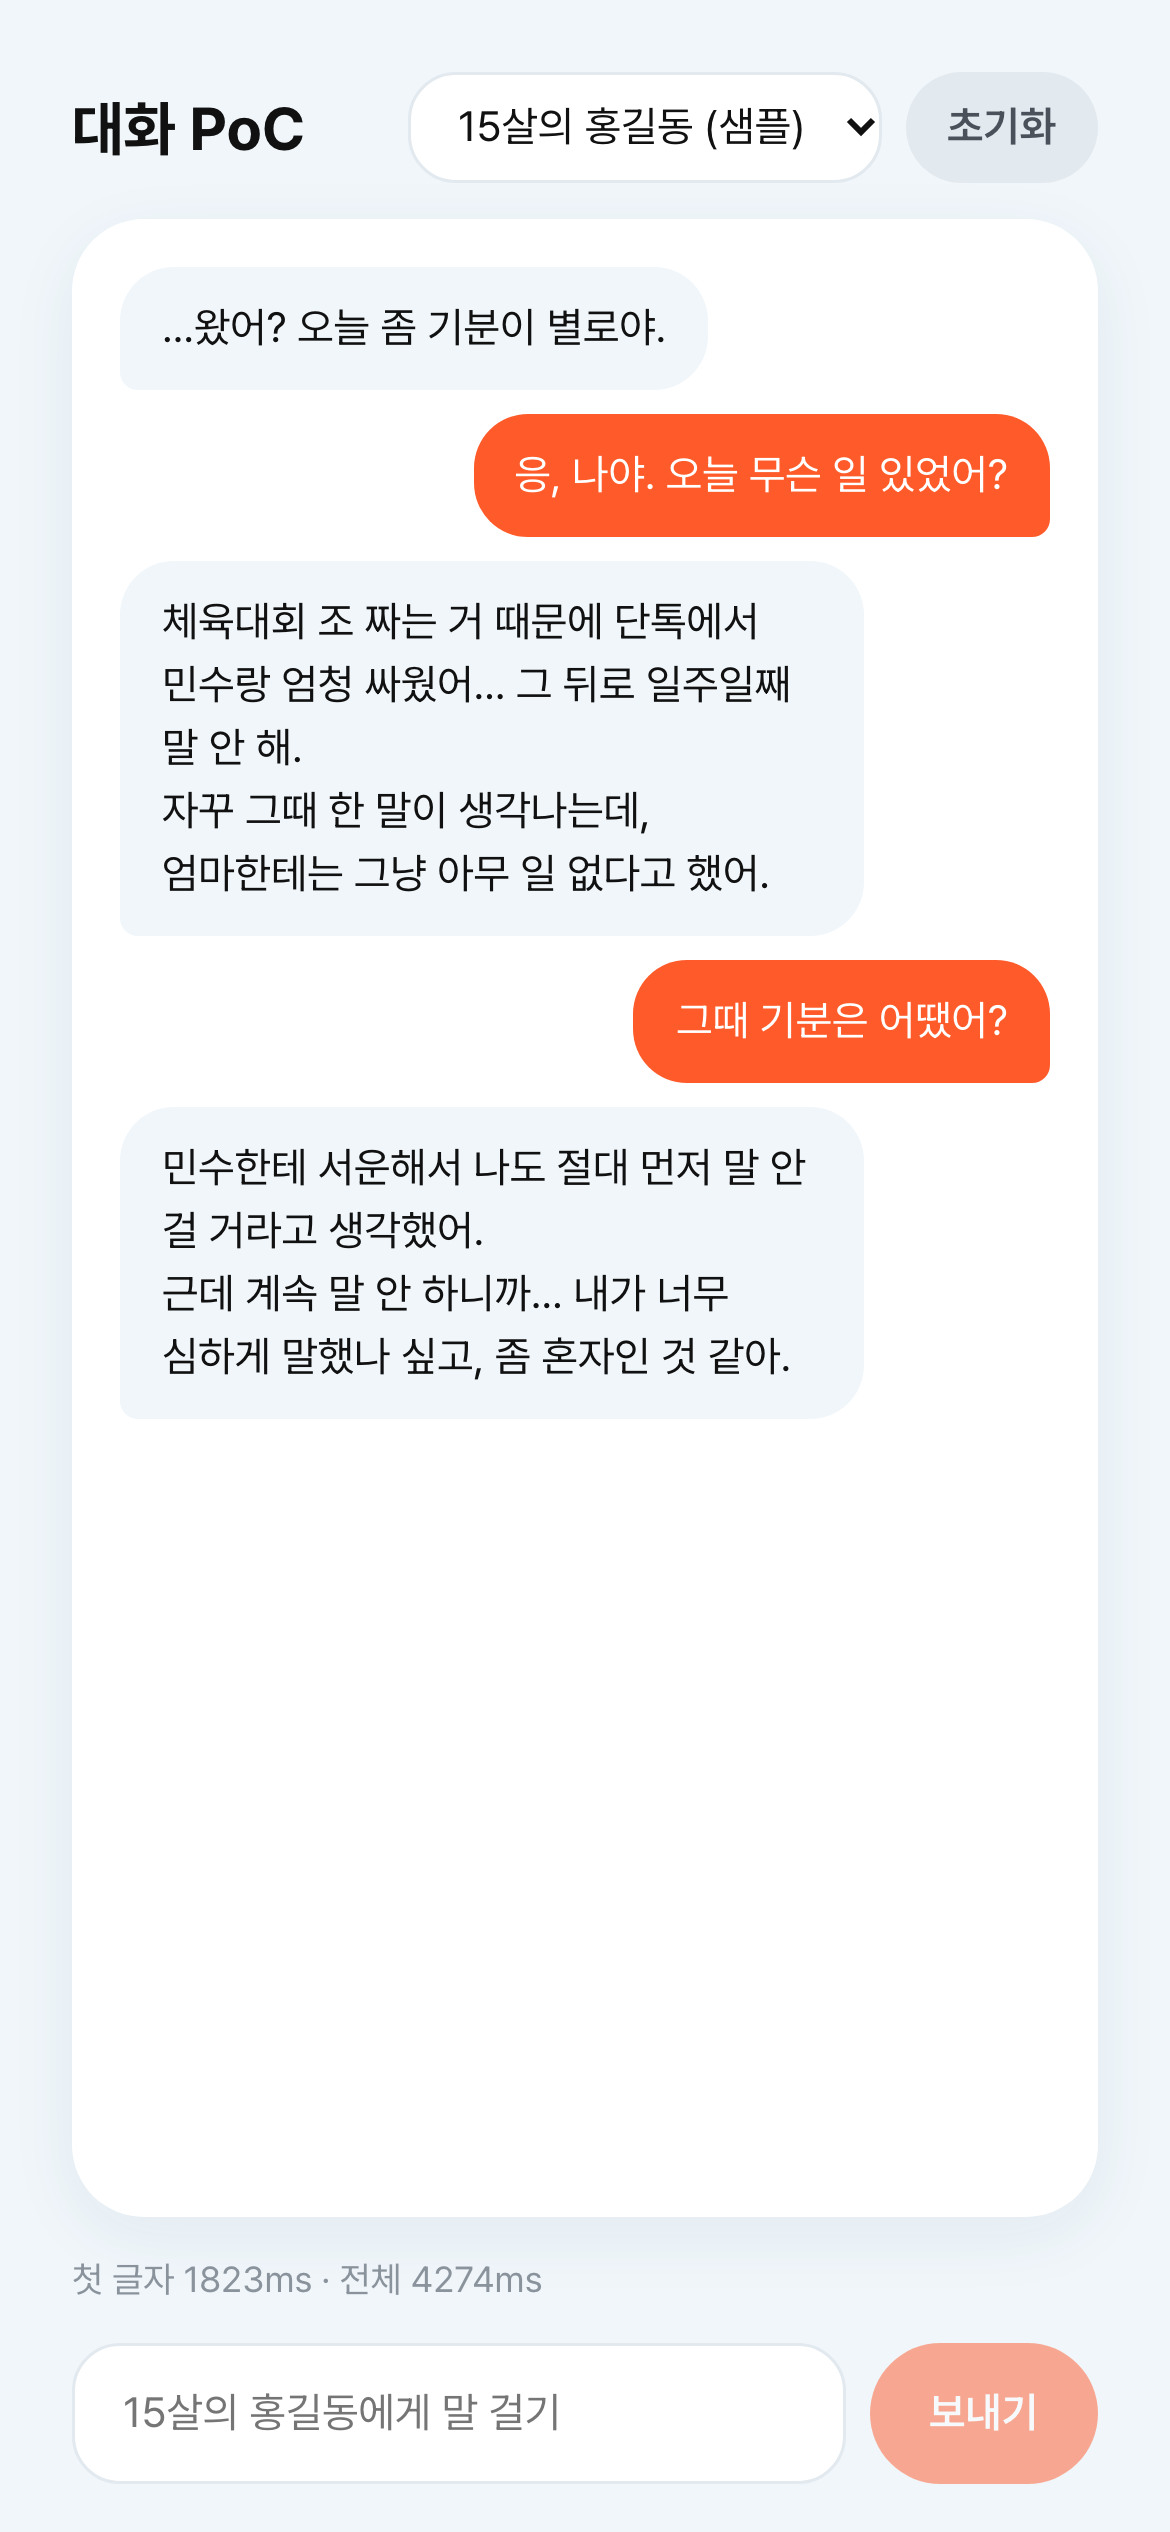 대화 PoC
15살의 홍길동 (샘플)
초기화
...왔어? 오늘 좀 기분이 별로야.
응, 나야. 오늘 무슨 일 있었어?
체육대회 조 짜는 거 때문에 단톡에서
민수랑 엄청 싸웠어... 그 뒤로 일주일째
말 안 해.
자꾸 그때 한 말이 생각나는데,
엄마한테는 그냥 아무 일 없다고 했어.
그때 기분은 어땠어?
민수한테 서운해서 나도 절대 먼저 말 안
걸 거라고 생각했어.
근데 계속 말 안 하니까... 내가 너무
심하게 말했나 싶고, 좀 혼자인 것 같아.
첫 글자 1823ms · 전체 4274ms
15살의 홍길동에게 말 걸기
보내기